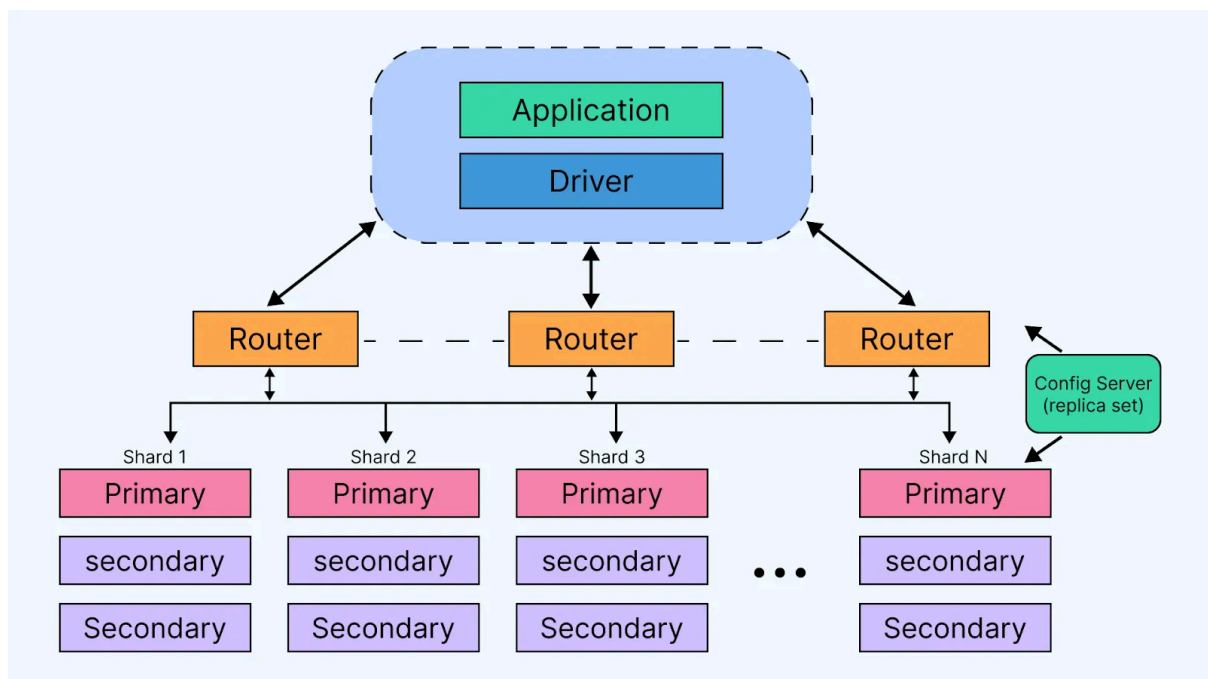 Application
Driver
Router
Router
Router
Config Server
(replica set)
Shard 1
Shard 2
Shard 3
Shard N
Primary
Primary
Primary
Primary
secondary
secondary
secondary
secondary
Secondary
Secondary
Secondary
Secondary